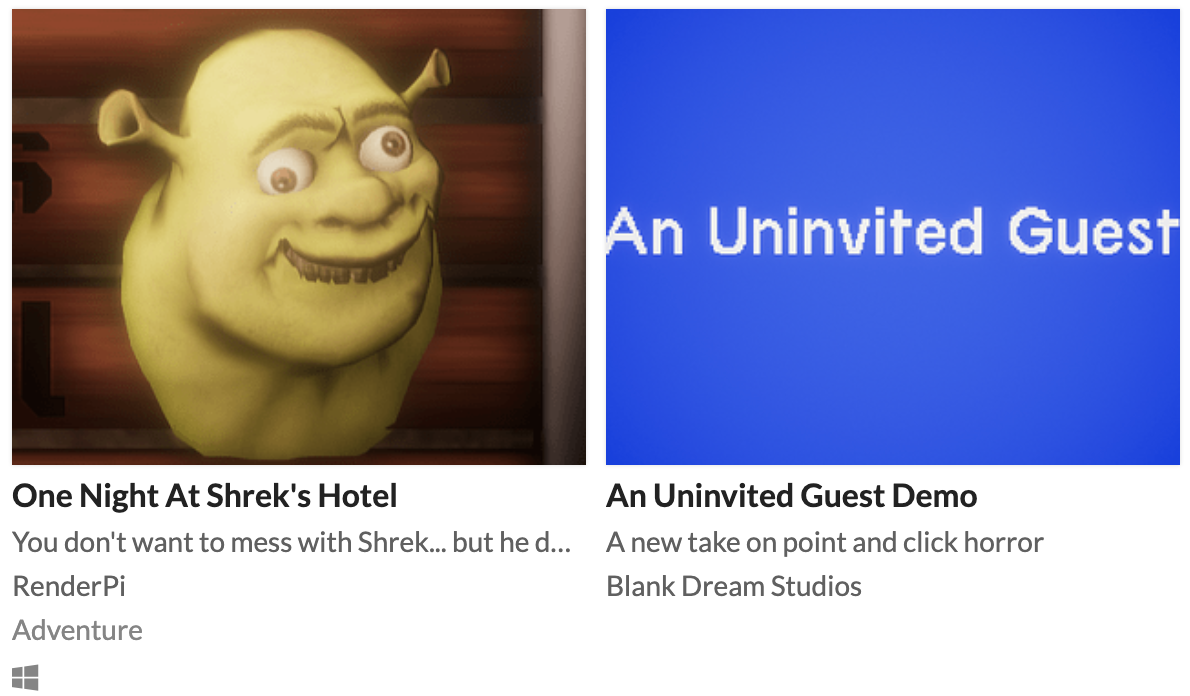 An Uninvited Guest
One Night At Shrek's Hotel
You don't want to mess with Shrek... but he d...
RenderPi
Adventure
An Uninvited Guest Demo
A new take on point and click horror
Blank Dream Studios